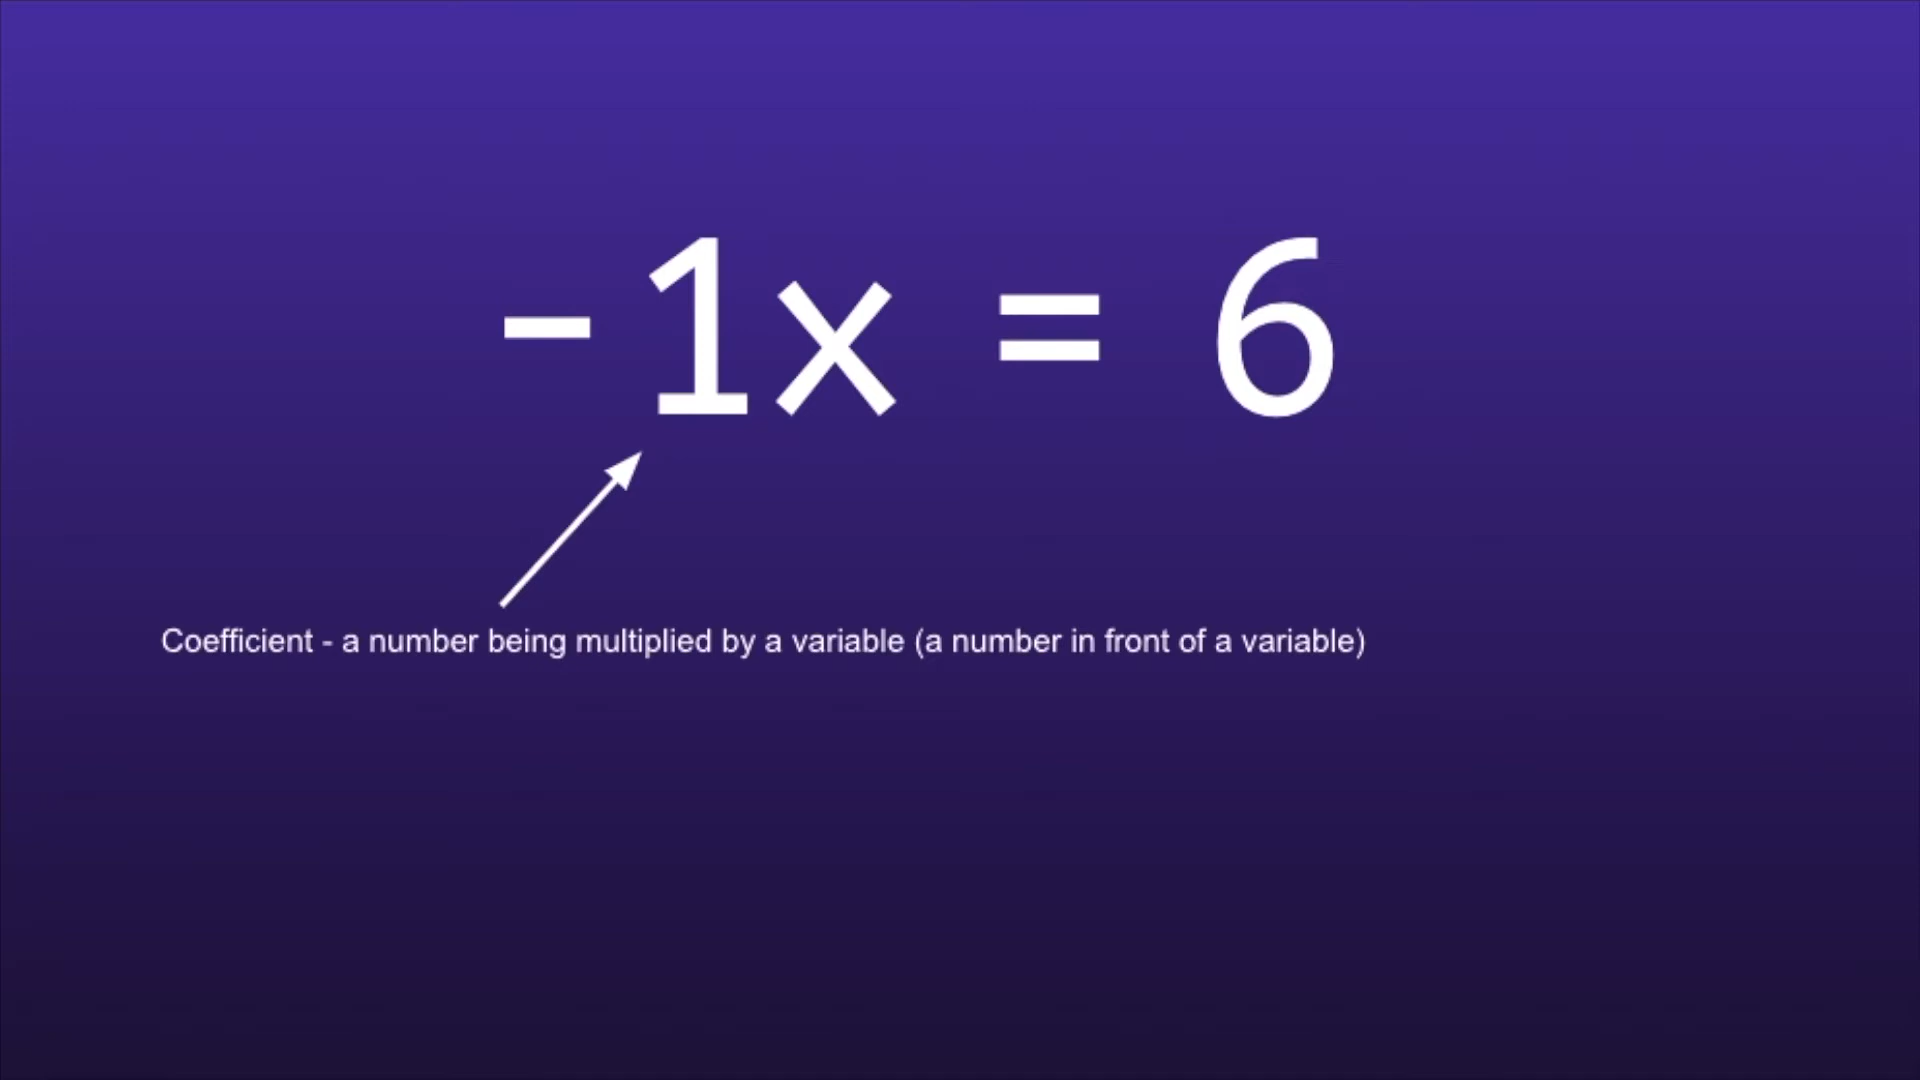 -1x = 6
Coefficient - a number being multiplied by a variable (a number in front of a variable)